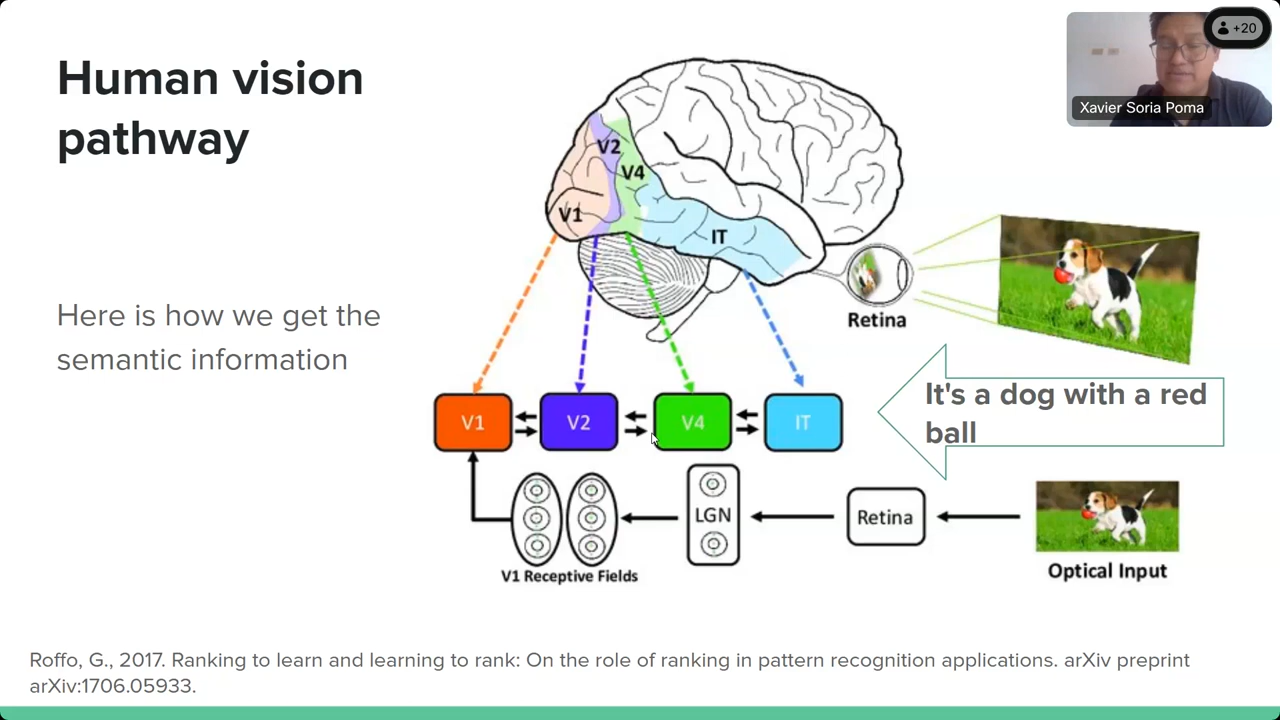 Human vision
pathway
+20
Xavier Soria Poma
V2
V4
V1
IT
Retina
Here is how we get the
semantic information
It's a dog with a red
ball
V1
V2
V4
IT
LGN
Retina
V1 Receptive Fields
Optical Input
Roffo, G., 2017. Ranking to learn and learning to rank: On the role of ranking in pattern recognition applications. arXiv preprint
arXiv:1706.05933.